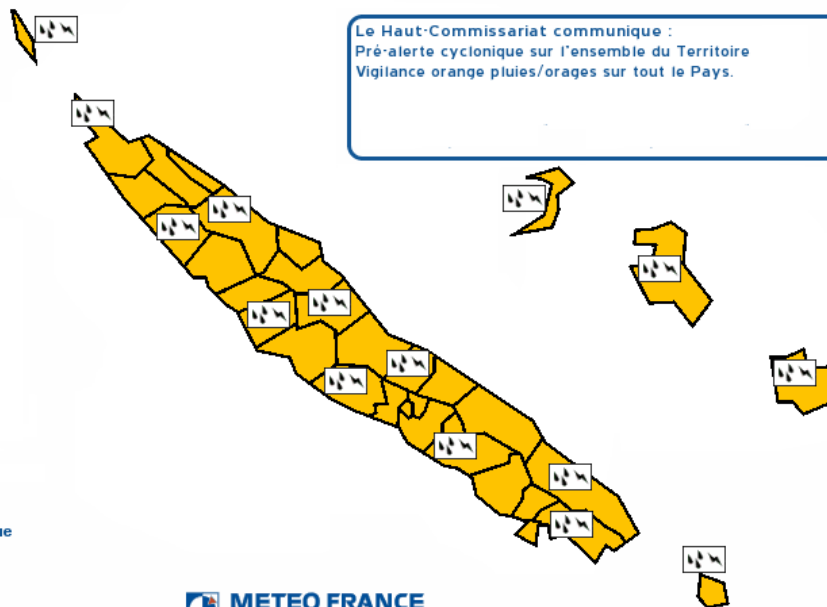 Le Haut-Commissariat communique :
Pré-alerte cyclonique sur l'ensemble du Territoire
Vigilance orange pluies/orages sur tout le Pays.
METEO FRANCE